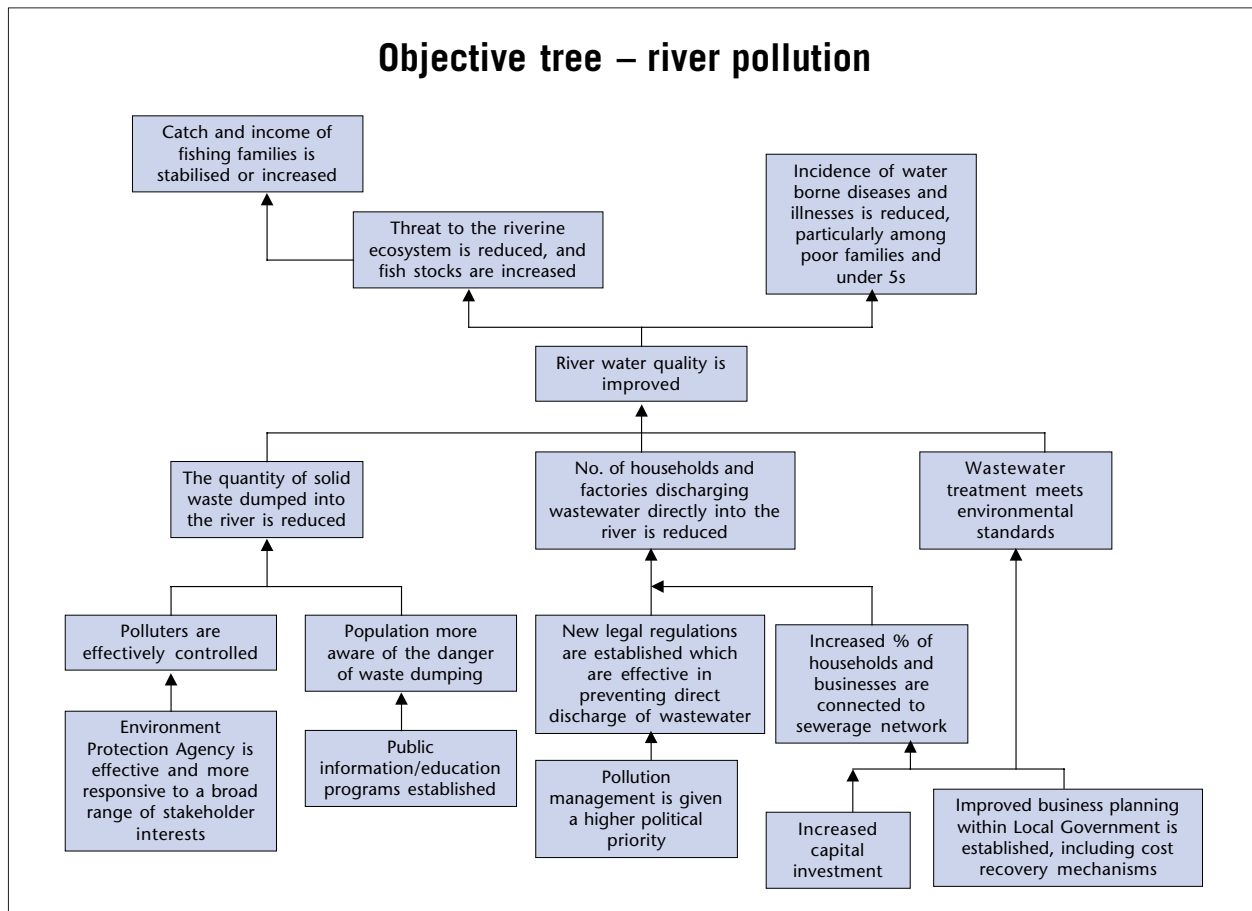 Objective tree – river pollution
Catch and income of
fishing families is
stabilised or increased
Incidence of water
borne diseases and
illnesses is reduced,
particularly among
poor families and
under 5s
Threat to the riverine
ecosystem is reduced, and
fish stocks are increased
River water quality is
improved
The quantity of solid
waste dumped into
the river is reduced
No. of households and
factories discharging
wastewater directly into the
river is reduced
Wastewater
treatment meets
environmental
standards
Polluters are
effectively controlled
Population more
aware of the danger
of waste dumping
New legal regulations
are established which
are effective in
preventing direct
discharge of wastewater
Increased % of
households and
businesses are
connected to
sewerage network
Environment
Protection Agency is
effective and more
responsive to a broad
range of stakeholder
interests
Public
information/education
programs established
Pollution
management is given
a higher political
priority
Increased
capital
investment
Improved business planning
within Local Government is
established, including cost
recovery mechanisms